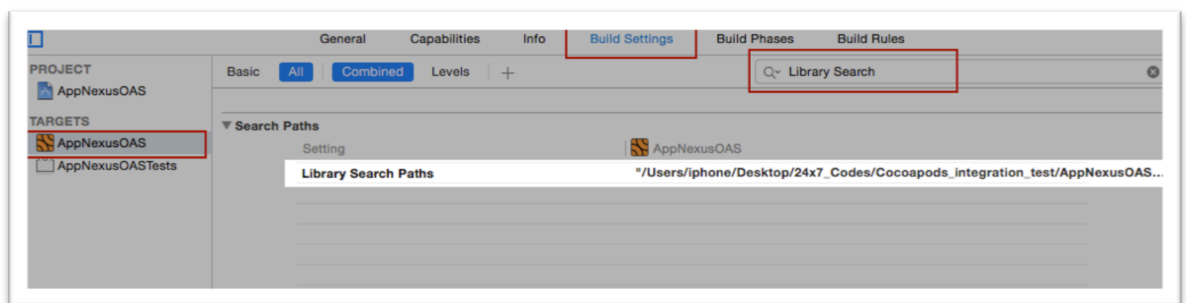 General Capabilities Info Build Settings Build Phases Build Rules
PROJECT
AppNexusOAS
TARGETS
AppNexusOAS
AppNexusOASTests
Basic All Combined Levels +
Library Search
Search Paths
Setting AppNexusOAS
Library Search Paths "/Users/iphone/Desktop/24x7_Codes/Cocoapods_integration_test/AppNexusOAS...